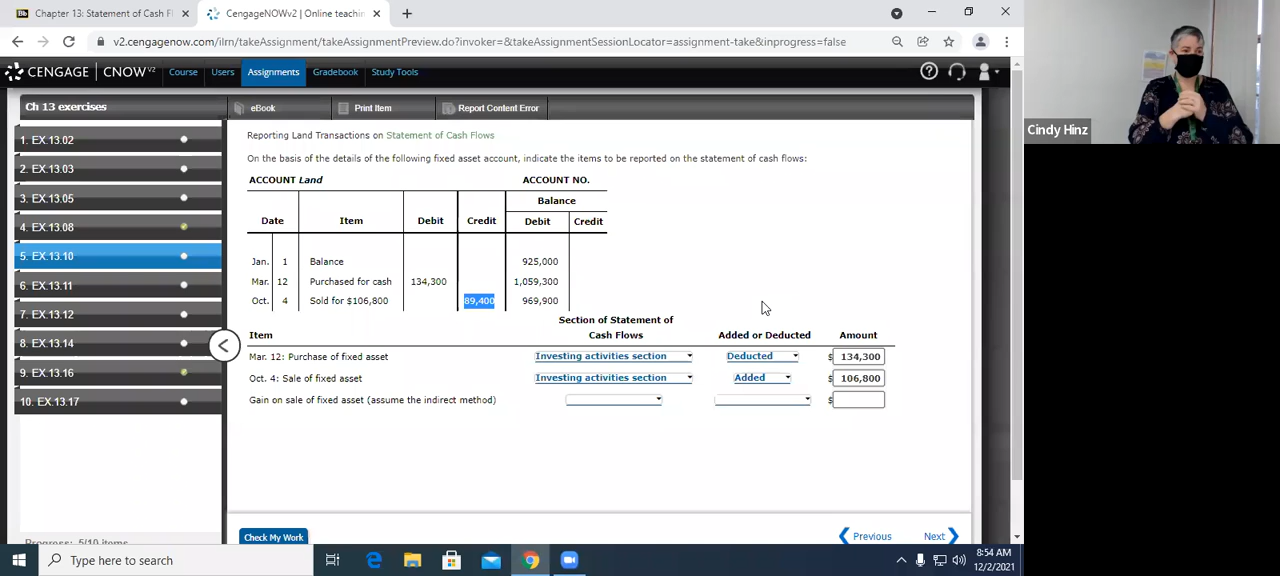 Chapter 13: Statement of Cash F
CengageNOWv2 | Online teachin
v2.cengagenow.com/ilrn/takeAssignment/takeAssignmentPreview.do?invoker=&takeAssignmentSessionLocator=assignment-take&inprogress=false
CENGAGE | CNOWV2 Course Users Assignments Gradebook Study Tools
Ch 13 exercises
eBook Print Item Report Content Error
1. EX.13.02
2. EX.13.03
3. EX.13.05
4. EX.13.08
5. EX.13.10
6. EX.13.11
7. EX.13.12
8. EX.13.14
9. EX.13.16
10. EX.13.17
Progress: 5/10 items
Reporting Land Transactions on Statement of Cash Flows
On the basis of the details of the following fixed asset account, indicate the items to be reported on the statement of cash flows:
ACCOUNT Land ACCOUNT NO.
Balance
Date Item Debit Credit Debit Credit
Jan. 1 Balance 925,000
Mar. 12 Purchased for cash 134,300 1,059,300
Oct. 4 Sold for $106,800 89,400 969,900
Section of Statement of
Item Cash Flows Added or Deducted Amount
Mar. 12: Purchase of fixed asset Investing activities section Deducted $ 134,300
Oct. 4: Sale of fixed asset Investing activities section Added $ 106,800
Gain on sale of fixed asset (assume the indirect method) $
Check My Work Previous Next
Type here to search
8:54 AM
12/2/2021
Cindy Hinz